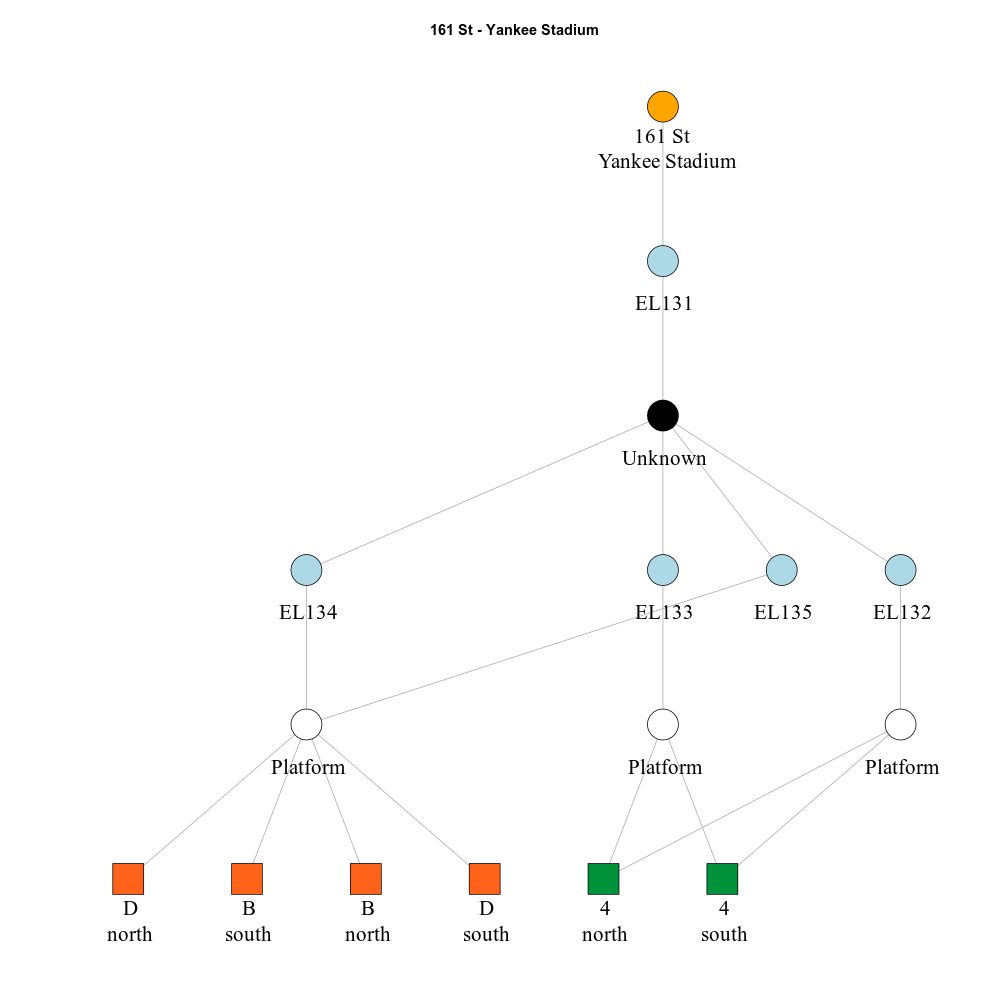 161 St - Yankee Stadium
161 St
Yankee Stadium
EL131
Unknown
EL134
EL133
EL135
EL132
Platform
Platform
Platform
D
north
B
south
B
north
D
south
4
north
4
south